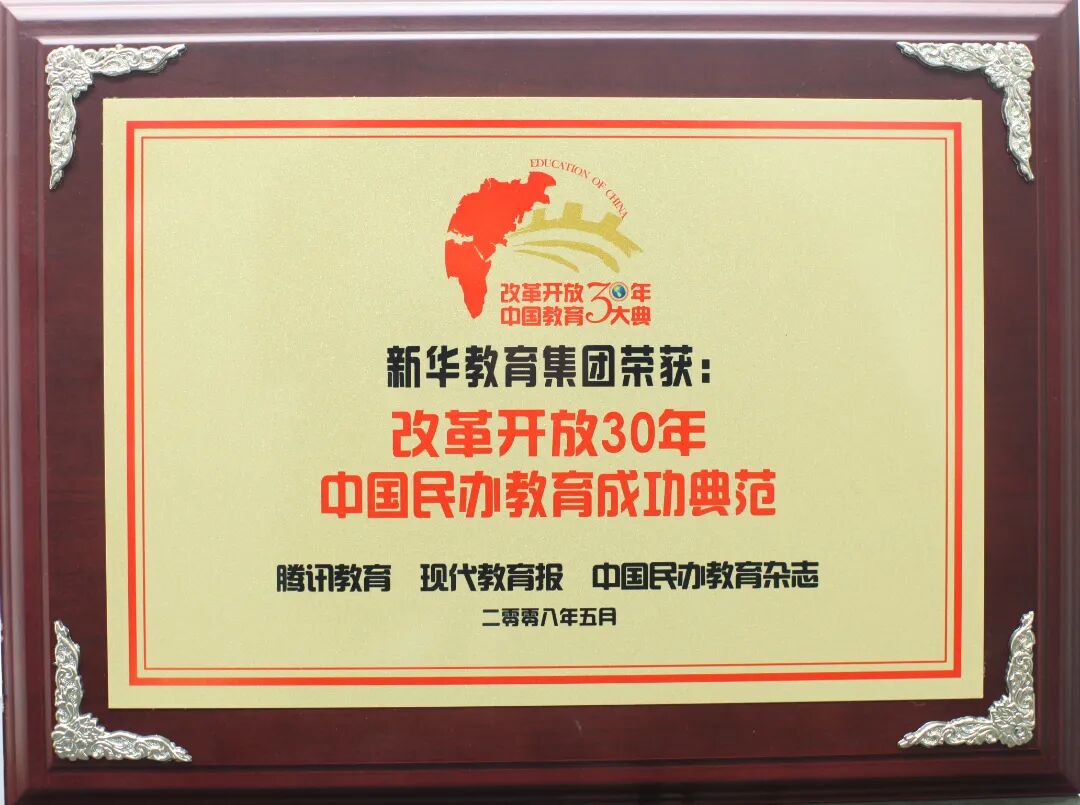 EDUCATION OF CHINA
改革开放30年
中国教育大典
新华教育集团荣获：
改革开放30年
中国民办教育成功典范
腾讯教育 现代教育报 中国民办教育杂志
二零零八年五月